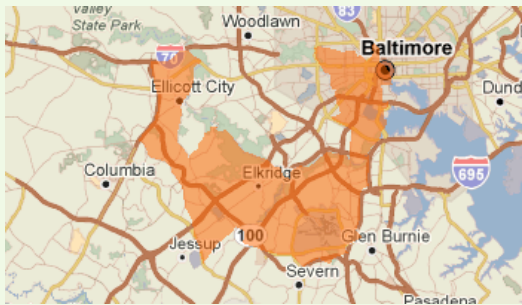 Valley
State Park
Woodlawn
83
Baltimore
70
Ellicott City
Dund
Columbia
Elkridge
695
100
Jessup
Glen Burnie
Severn
Pasadena